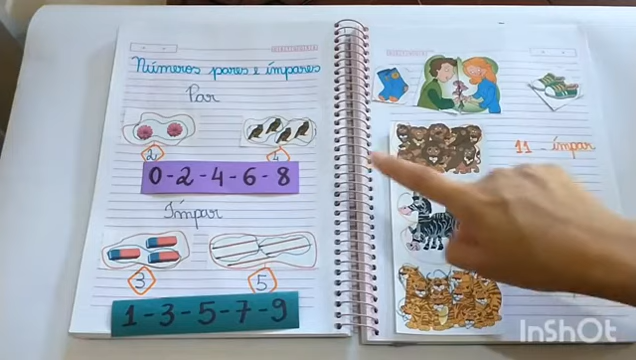 Números pares e ímpares
Par
2
4
0-2-4-6-8
Ímpar
3
5
1-3-5-7-9
11 - ímpar
InShOt